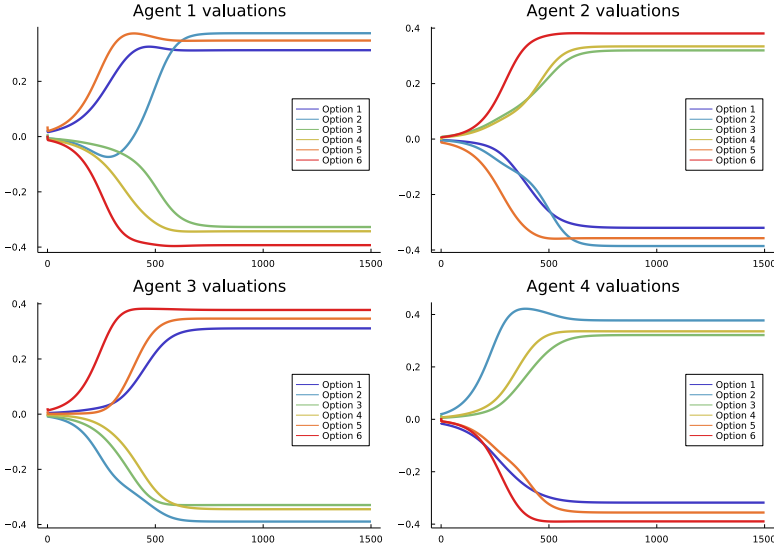 Agent 1 valuations
0.4
0.2
0.0
−0.2
−0.4
Option 1
Option 2
Option 3
Option 4
Option 5
Option 6
0
500
1000
1500
Agent 2 valuations
0.4
0.2
0.0
−0.2
−0.4
Option 1
Option 2
Option 3
Option 4
Option 5
Option 6
0
500
1000
1500
Agent 3 valuations
0.4
0.2
0.0
−0.2
−0.4
Option 1
Option 2
Option 3
Option 4
Option 5
Option 6
0
500
1000
1500
Agent 4 valuations
0.4
0.2
0.0
−0.2
−0.4
Option 1
Option 2
Option 3
Option 4
Option 5
Option 6
0
500
1000
1500